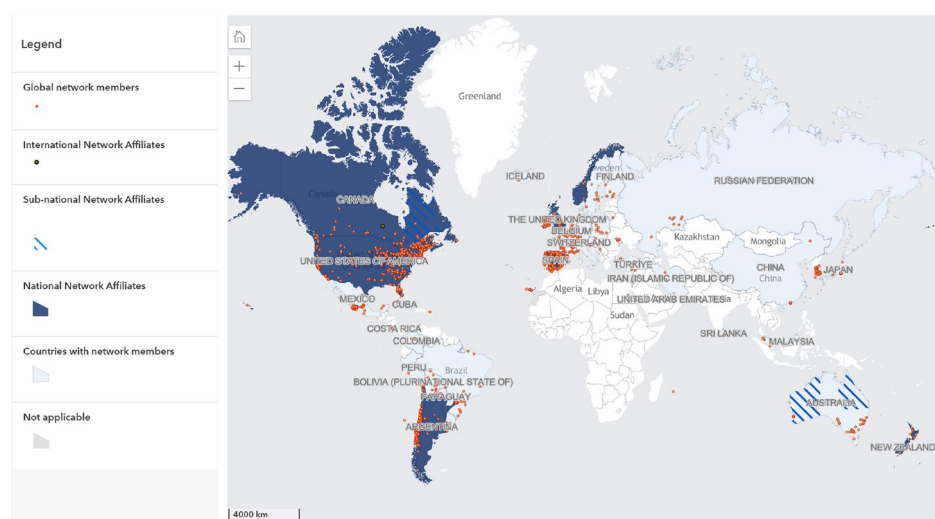 Legend
Global network members
International Network Affiliates
Sub-national Network Affiliates
National Network Affiliates
Countries with network members
Not applicable
+
−
Greenland
ICELAND
Sweden
FINLAND
RUSSIAN FEDERATION
Canada
CANADA
THE UNITED KINGDOM
BELGIUM
SWITZERLAND
Kazakhstan
Mongolia
UNITED STATES OF AMERICA
SPAIN
TÜRKIYE
CHINA
JAPAN
China
IRAN (ISLAMIC REPUBLIC OF)
Algeria
Libya
MEXICO
CUBA
UNITED ARAB EMIRATES
Sudan
COSTA RICA
COLOMBIA
SRI LANKA
MALAYSIA
PERU
Brazil
BOLIVIA (PLURINATIONAL STATE OF)
PARAGUAY
AUSTRALIA
ARGENTINA
NEW ZEALAND
4000 km